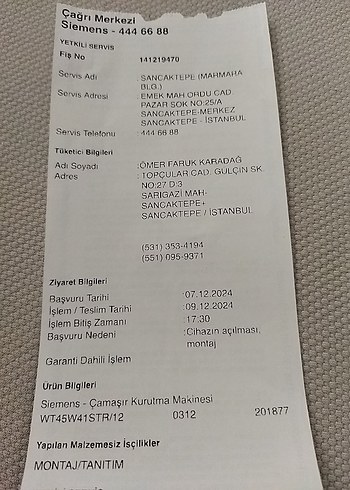 Çağrı Merkezi
Siemens - 444 66 88
YETKİLİ SERVİS
Fiş No 141219470
Servis Adı : SANCAKTEPE (MARMARA
BLG.)
Servis Adresi : EMEK MAH ORDU CAD.
PAZAR SOK NO:25/A
SANCAKTEPE-MERKEZ
SANCAKTEPE - İSTANBUL
Servis Telefonu : 444 66 88
Tüketici Bilgileri
Adı Soyadı : ÖMER FARUK KARADAĞ
Adres : TOPÇULAR CAD. GÜLÇİN SK.
NO:27 D:3
SARIGAZİ MAH-
SANCAKTEPE+
SANCAKTEPE / İSTANBUL
(531) 353-4194
(551) 095-9371
Ziyaret Bilgileri
Başvuru Tarihi : 07.12.2024
İşlem / Teslim Tarihi : 09.12.2024
İşlem Bitiş Zamanı : 17:30
Başvuru Nedeni : Cihazın açılması,
montaj
Garanti Dahili İşlem
Ürün Bilgileri
Siemens - Çamaşır Kurutma Makinesi
WT45W41STR/12 0312 201877
Yapılan Malzemesiz İşçilikler
MONTAJ/TANITIM